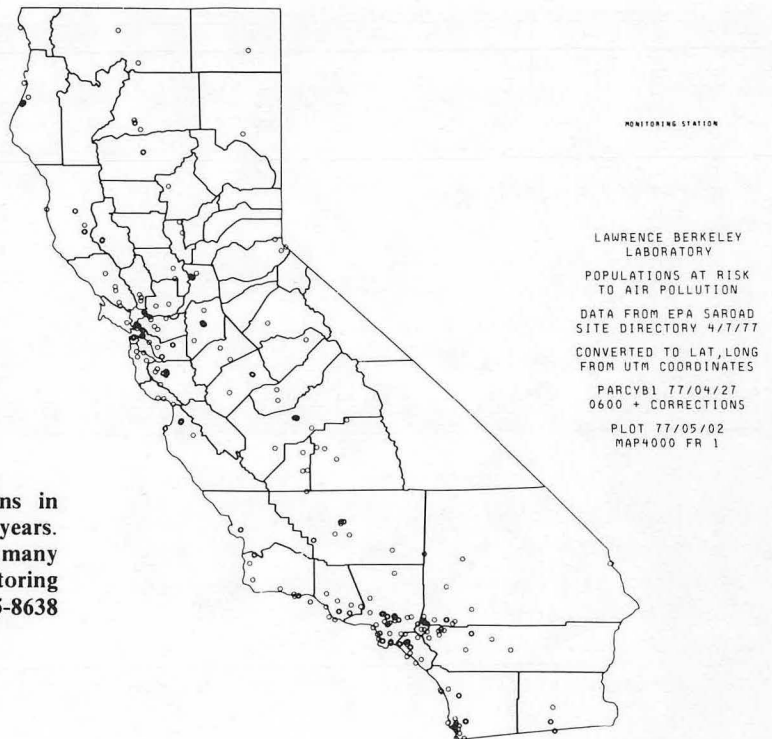 MONITORING STATION
LAWRENCE BERKELEY
LABORATORY
POPULATIONS AT RISK
TO AIR POLLUTION
DATA FROM EPA SAROAD
SITE DIRECTORY 4/7/77
CONVERTED TO LAT,LONG
FROM UTM COORDINATES
PARCYB1 77/04/27
0600 + CORRECTIONS
PLOT 77/05/02
MAP4000 FR 1
ns in
years.
many
toring
5-8638